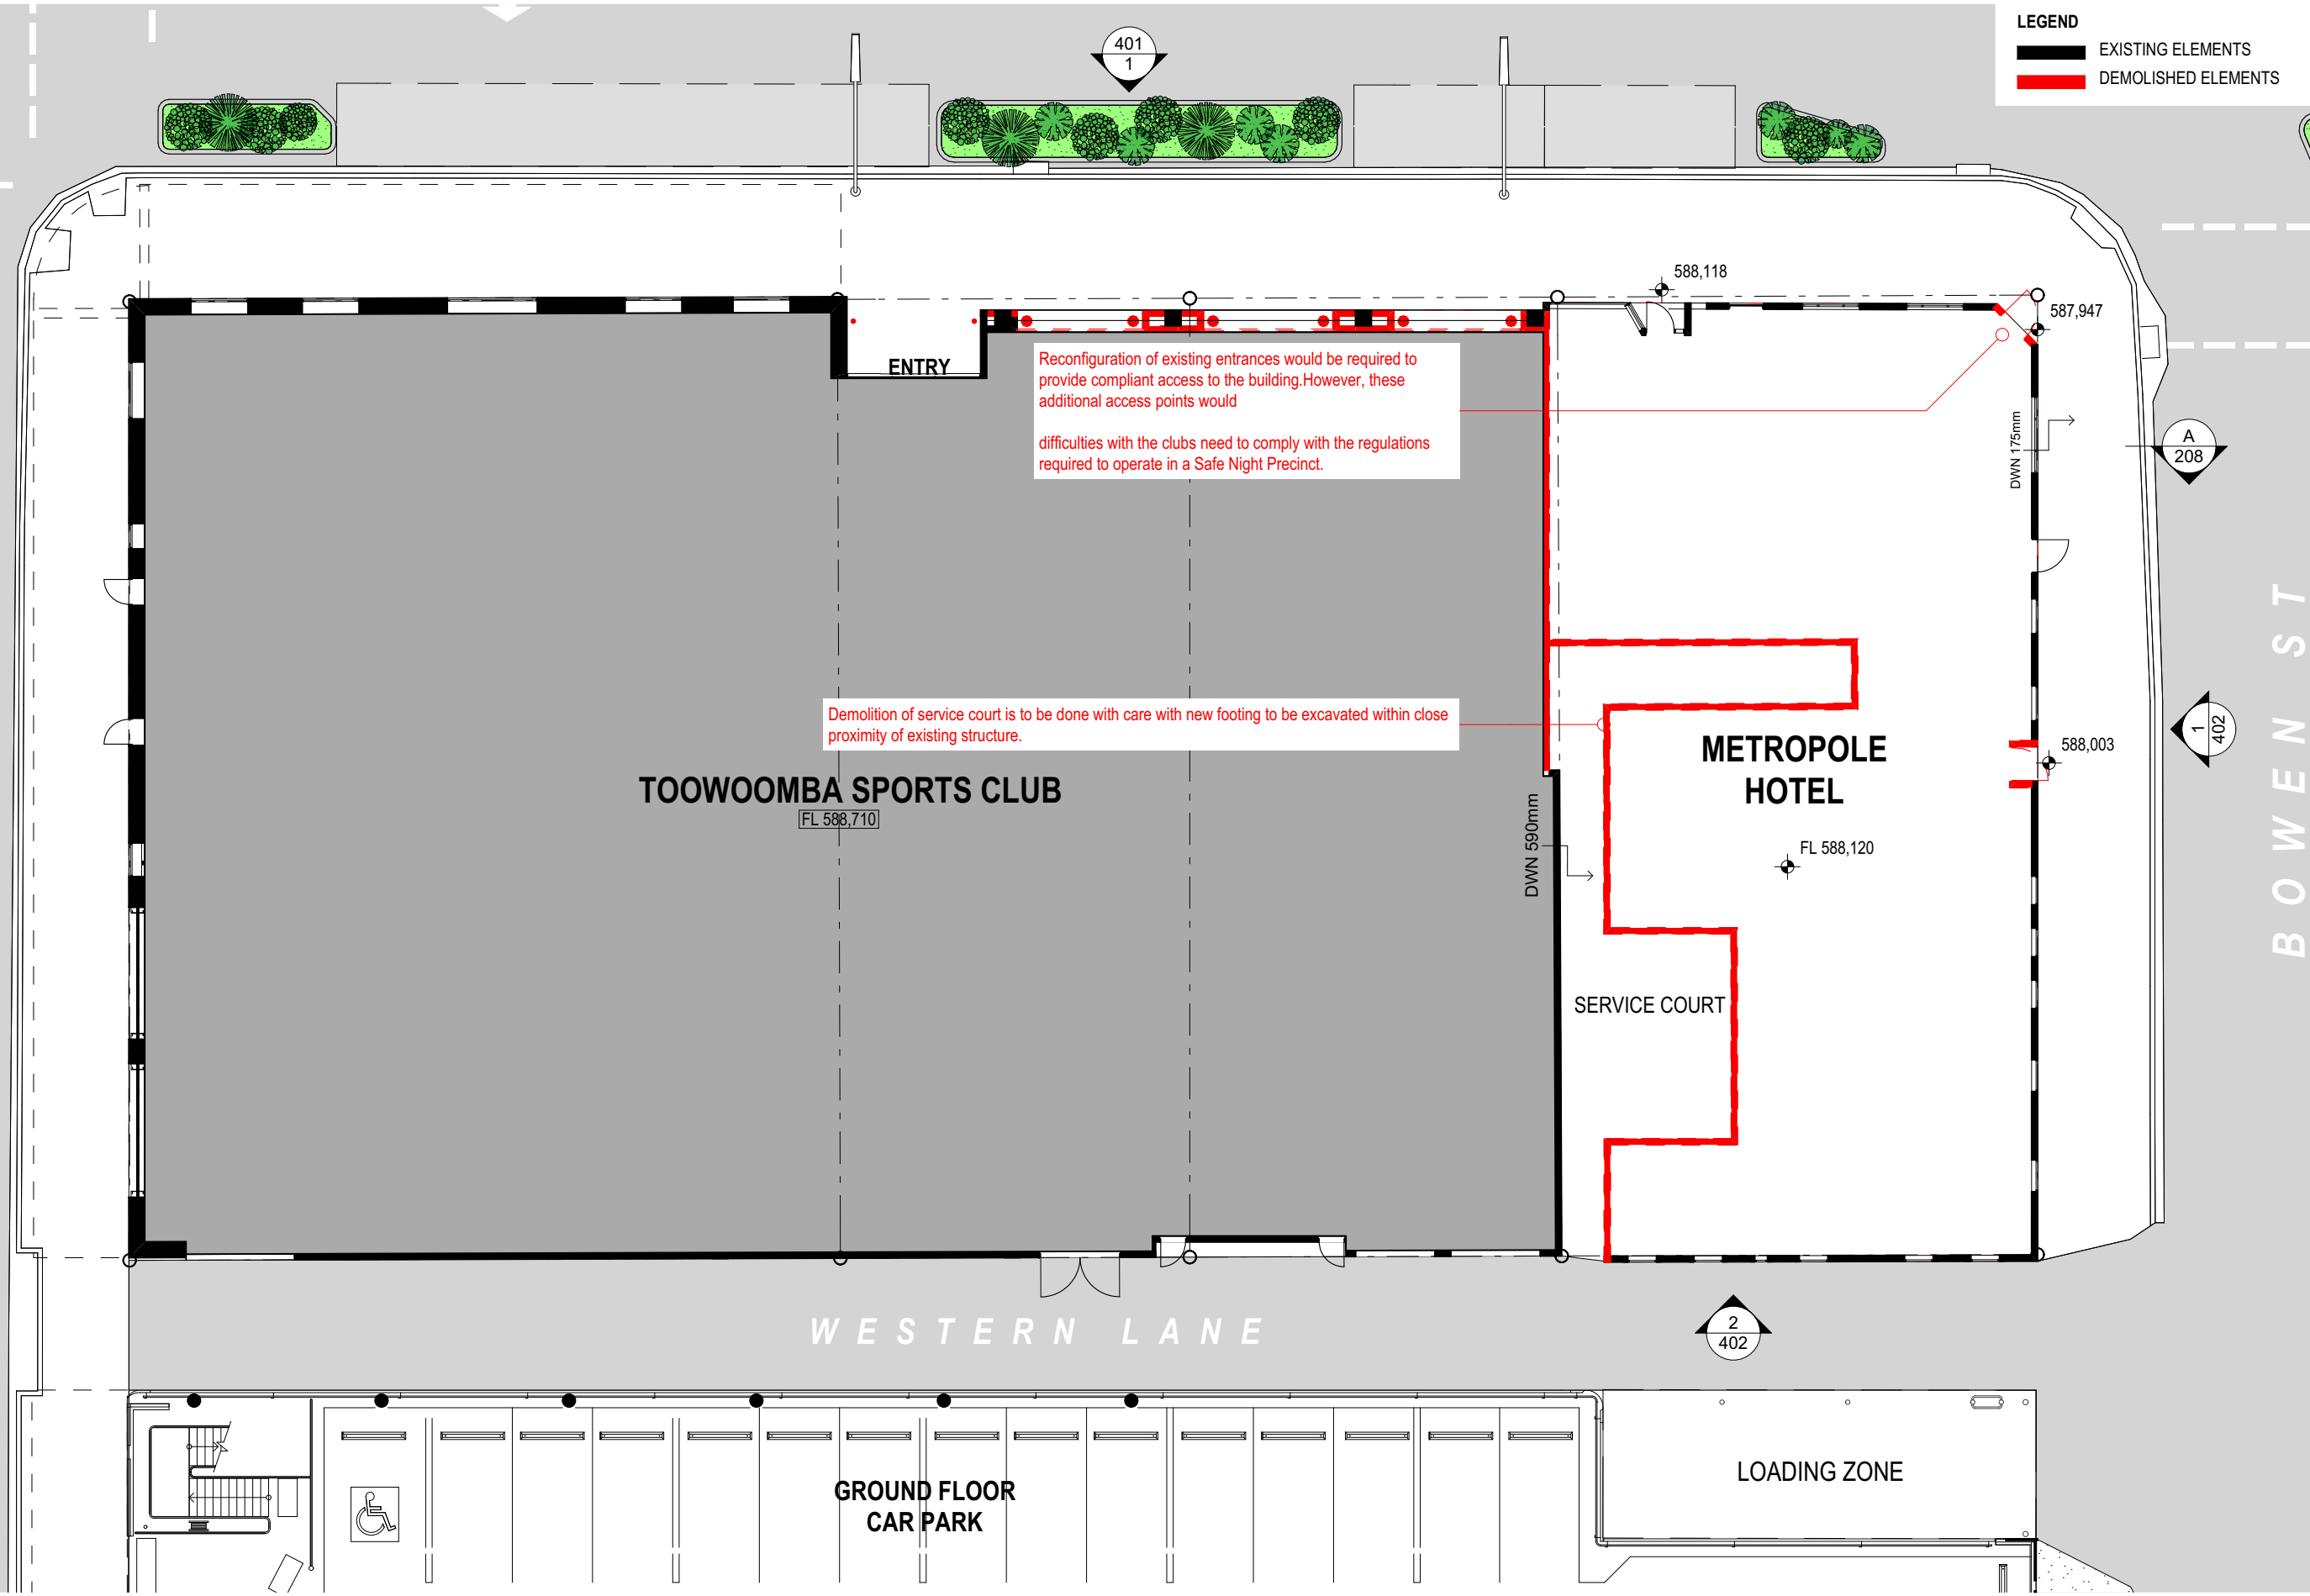 LEGEND
EXISTING ELEMENTS
DEMOLISHED ELEMENTS
401
1
588,118
587,947
ENTRY
Reconfiguration of existing entrances would be required to
provide compliant access to the building.However, these
additional access points would
difficulties with the clubs need to comply with the regulations
required to operate in a Safe Night Precinct.
DWN 175mm
A
208
BOWEN ST
Demolition of service court is to be done with care with new footing to be excavated within close
proximity of existing structure.
METROPOLE
HOTEL
588,003
1
402
TOOWOOMBA SPORTS CLUB
FL 588,710
DWN 590mm
FL 588,120
SERVICE COURT
WESTERN LANE
2
402
LOADING ZONE
GROUND FLOOR
CAR PARK